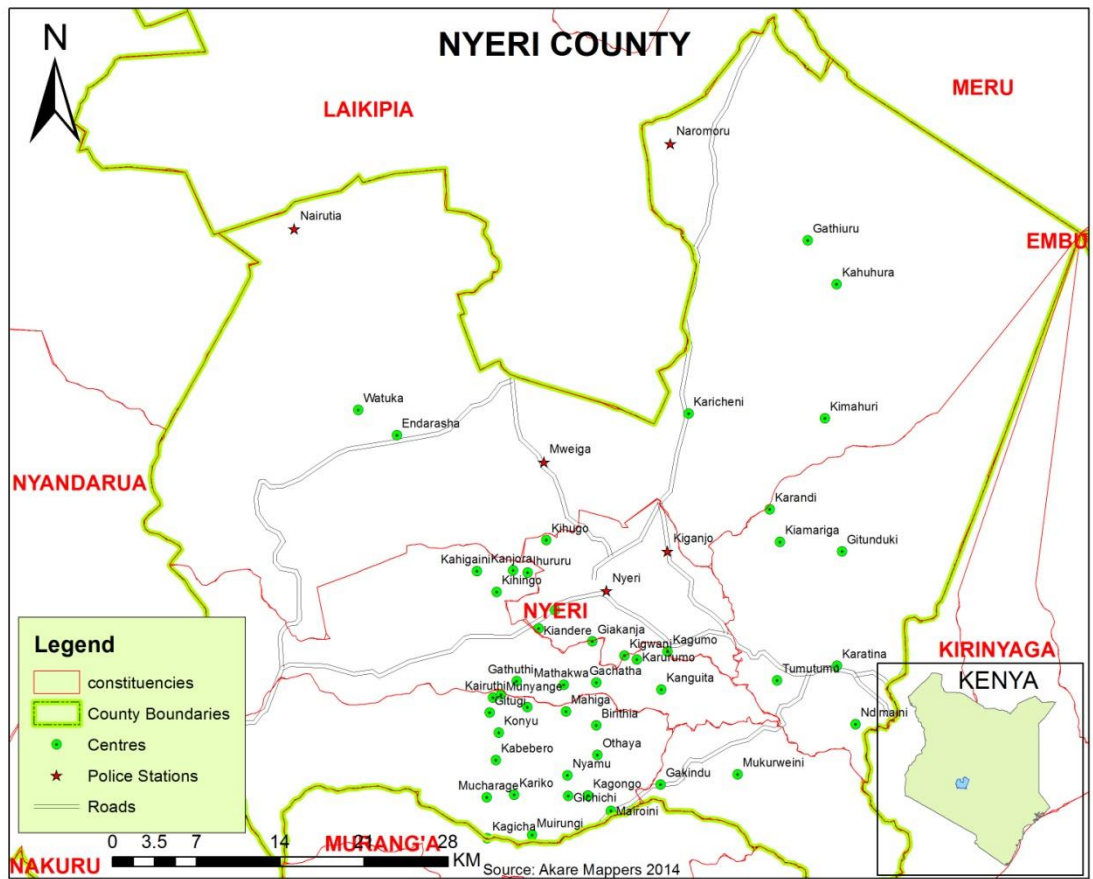 NYERI COUNTY
N
LAIKIPIA
MERU
Naromoru
Nairutia
Gathiuru
EMBU
Kahuhura
Watuka
Karicheni
Kimahuri
Endarasha
Mweiga
NYANDARUA
Karandi
Kihugo
Kiganjo
Kiamariga
Gitunduki
Kahigaini
Kanjora
Ihururu
Kihingo
Nyeri
NYERI
Kiandere
Giakanja
Kigwani
Kagumo
Karurumo
KIRINYAGA
Karatina
Tumutumu
Gathuthi
Mathakwa
Gachatha
Kanguita
Kairuthi
Munyange
Gitugi
Mahiga
Birithia
Ndimaini
Konyu
Othaya
Kabebero
Nyamu
Mukurweini
Gakindu
Mucharage
Kariko
Kagongo
Gichichi
Mairoini
Kagicha
Muirungi
MURANG'A
NAKURU
Legend
constituencies
County Boundaries
Centres
Police Stations
Roads
0 3.5 7 14 21 28
KM
Source: Akare Mappers 2014
KENYA